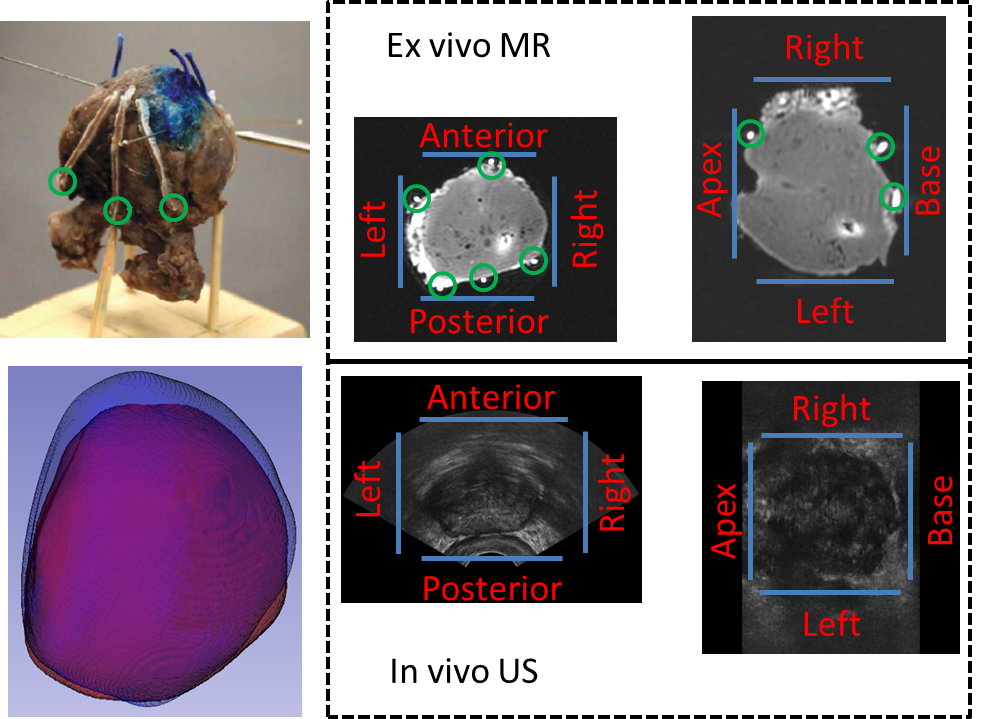 Ex vivo MR
Anterior
Left
Right
Posterior
Right
Apex
Base
Left
Anterior
Left
Right
Posterior
Right
Apex
Base
Left
In vivo US